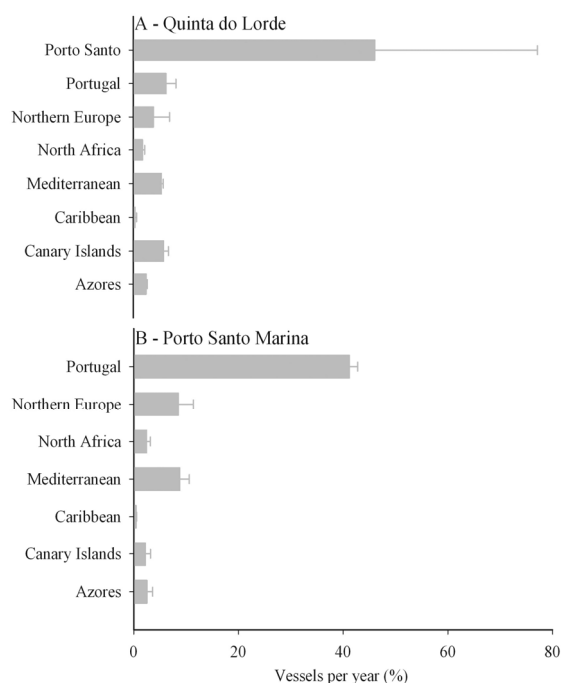 A - Quinta do Lorde
Porto Santo
Portugal
Northern Europe
North Africa
Mediterranean
Caribbean
Canary Islands
Azores
B - Porto Santo Marina
Portugal
Northern Europe
North Africa
Mediterranean
Caribbean
Canary Islands
Azores
0 20 40 60 80
Vessels per year (%)